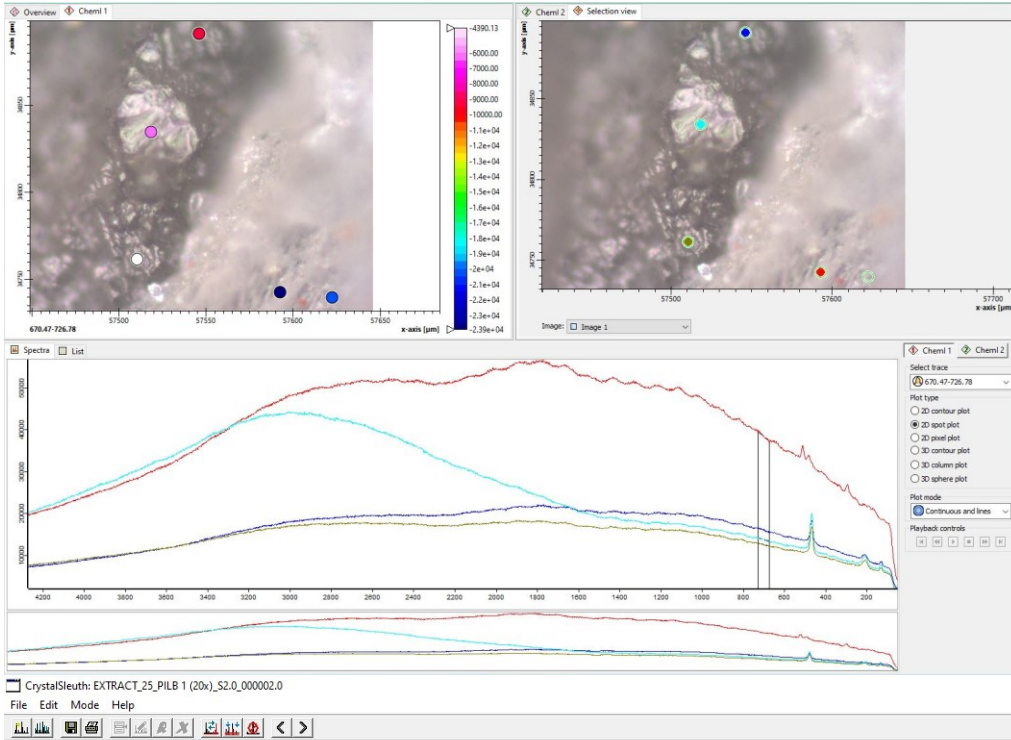 Overview Cheml 1
Cheml 2 Selection view
y-axis [µm]
34850
34800
34750
57500 57550 57600 57650
x-axis [µm]
670.47-726.78
-4390.13
-6000.00
-7000.00
-8000.00
-9000.00
-10000.00
-1.1e+04
-1.2e+04
-1.4e+04
-1.5e+04
-1.6e+04
-1.7e+04
-1.8e+04
-1.9e+04
-2e+04
-2.1e+04
-2.2e+04
-2.3e+04
-2.39e+04
y-axis [µm]
34850
34800
34750
57500 57600 57700
x-axis [µm]
Image: Image 1
Spectra List
50000
40000
30000
20000
10000
4200 4000 3800 3600 3400 3200 3000 2800 2600 2400 2200 2000 1800 1600 1400 1200 1000 800 600 400 200
Cheml 1 Cheml 2
Select trace
670.47-726.78
Plot type
2D contour plot
2D spot plot
2D pixel plot
3D contour plot
3D column plot
3D sphere plot
Plot mode
Continuous and lines
Playback controls
CrystalSleuth: EXTRACT_25_PILB 1 (20x)_S2.0_000002.0
File Edit Mode Help